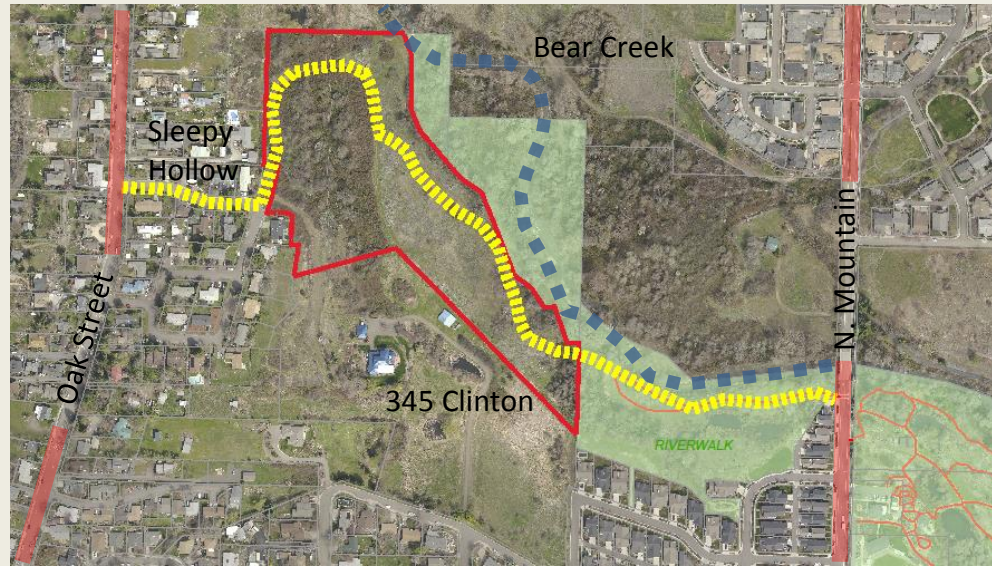 Bear Creek
Sleepy
Hollow
N. Mountain
Oak Street
345 Clinton
RIVERWALK